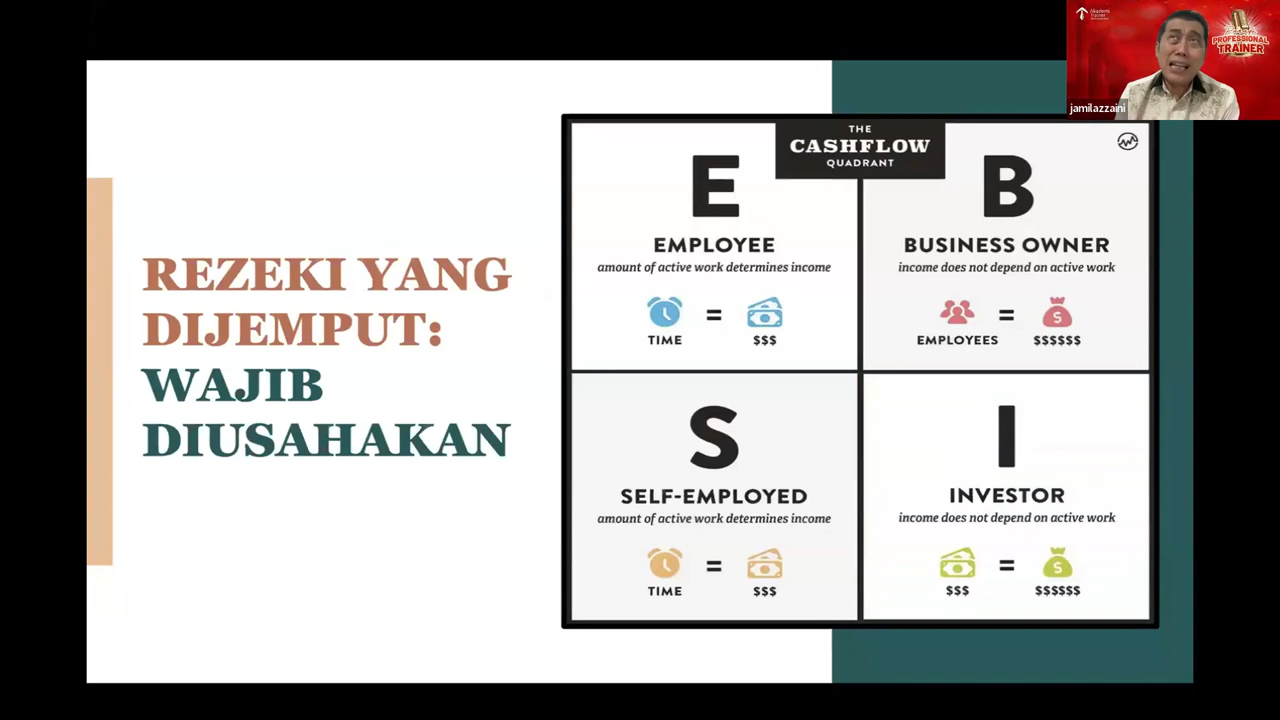 REZEKI YANG
DIJEMPUT:
WAJIB
DIUSAHAKAN
THE
CASHFLOW
QUADRANT
E
EMPLOYEE
amount of active work determines income
=
TIME
$$$
B
BUSINESS OWNER
income does not depend on active work
=
EMPLOYEES
$$$$$$
S
SELF-EMPLOYED
amount of active work determines income
=
TIME
$$$
I
INVESTOR
income does not depend on active work
=
$$$
$$$$$$
Akademi
Trainer
PROFESSIONAL
TRAINER
jamilazzaini